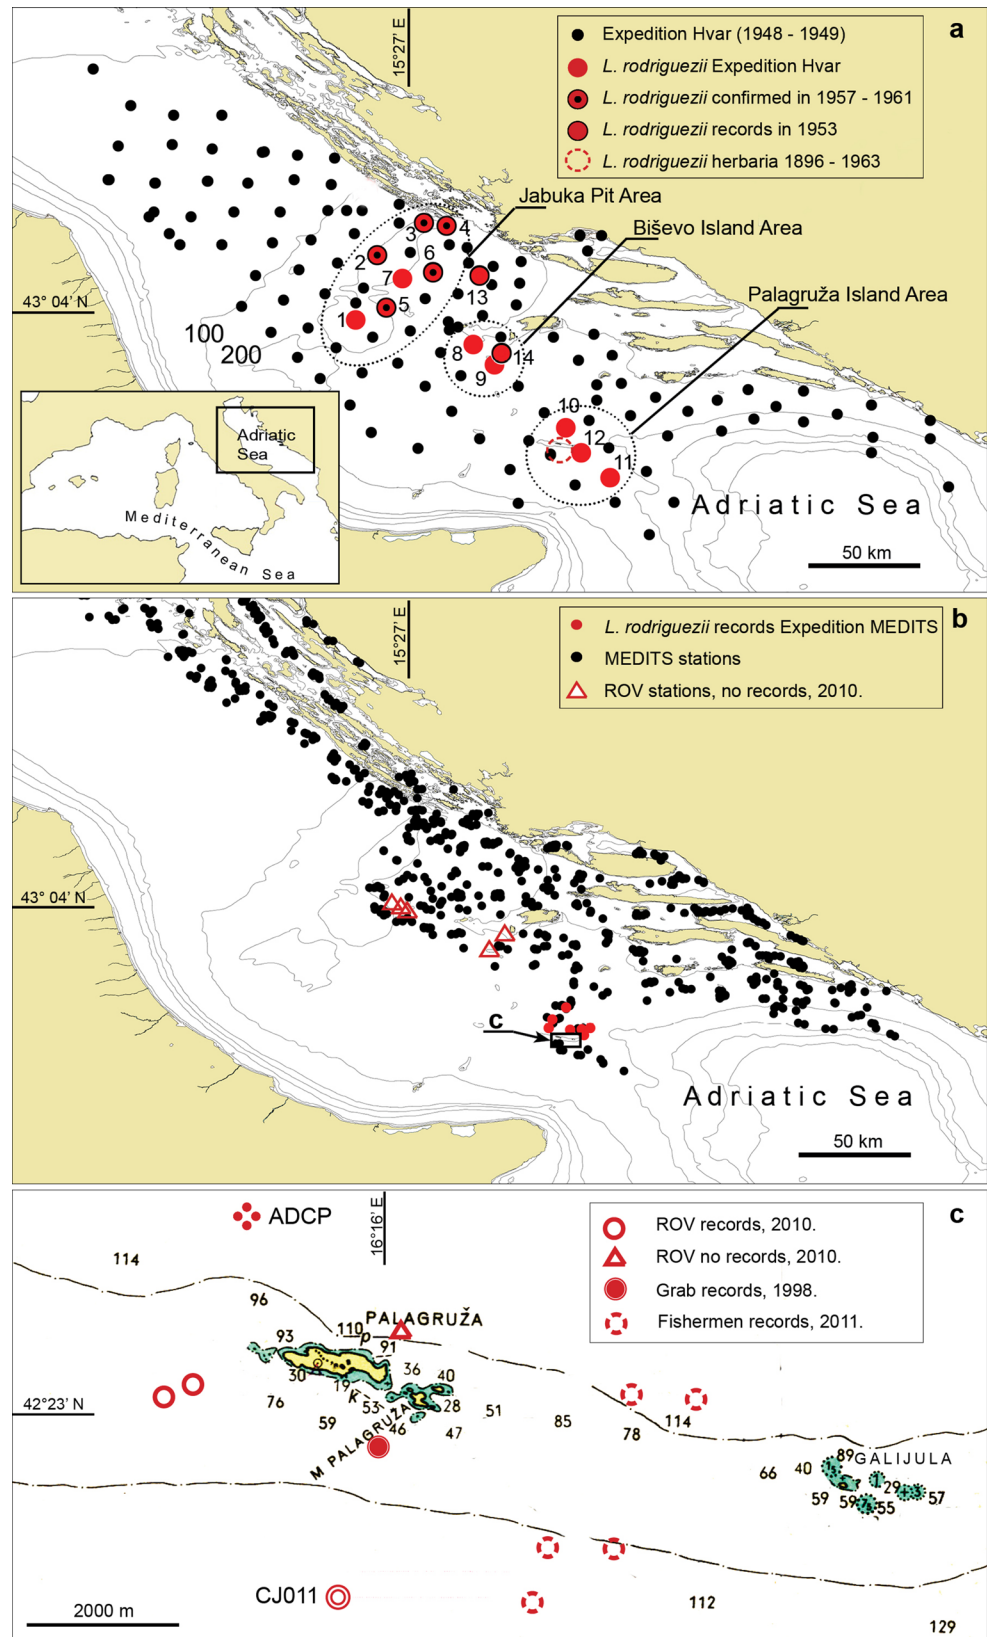 15°27' E
a
Expedition Hvar (1948 - 1949)
L. rodriguezii Expedition Hvar
L. rodriguezii confirmed in 1957 - 1961
L. rodriguezii records in 1953
L. rodriguezii herbaria 1896 - 1963
Jabuka Pit Area
Biševo Island Area
Palagruža Island Area
3
4
2
6
7
13
5
1
43° 04' N
100
200
8
14
9
10
12
11
Adriatic
Sea
Mediterranean Sea
Adriatic Sea
50 km
15°27' E
b
L. rodriguezii records Expedition MEDITS
MEDITS stations
ROV stations, no records, 2010.
43° 04' N
c
Adriatic Sea
50 km
16°16' E
c
ADCP
ROV records, 2010.
ROV no records, 2010.
Grab records, 1998.
Fishermen records, 2011.
114
96
93
110
p
PALAGRUŽA
91
30
19
36
40
76
K
53
28
42°23' N
59
46
47
51
85
78
114
M PALAGRUŽA
GALIJULA
89
66
40
15
1
29
3
57
59
59
55
CJ011
112
129
2000 m